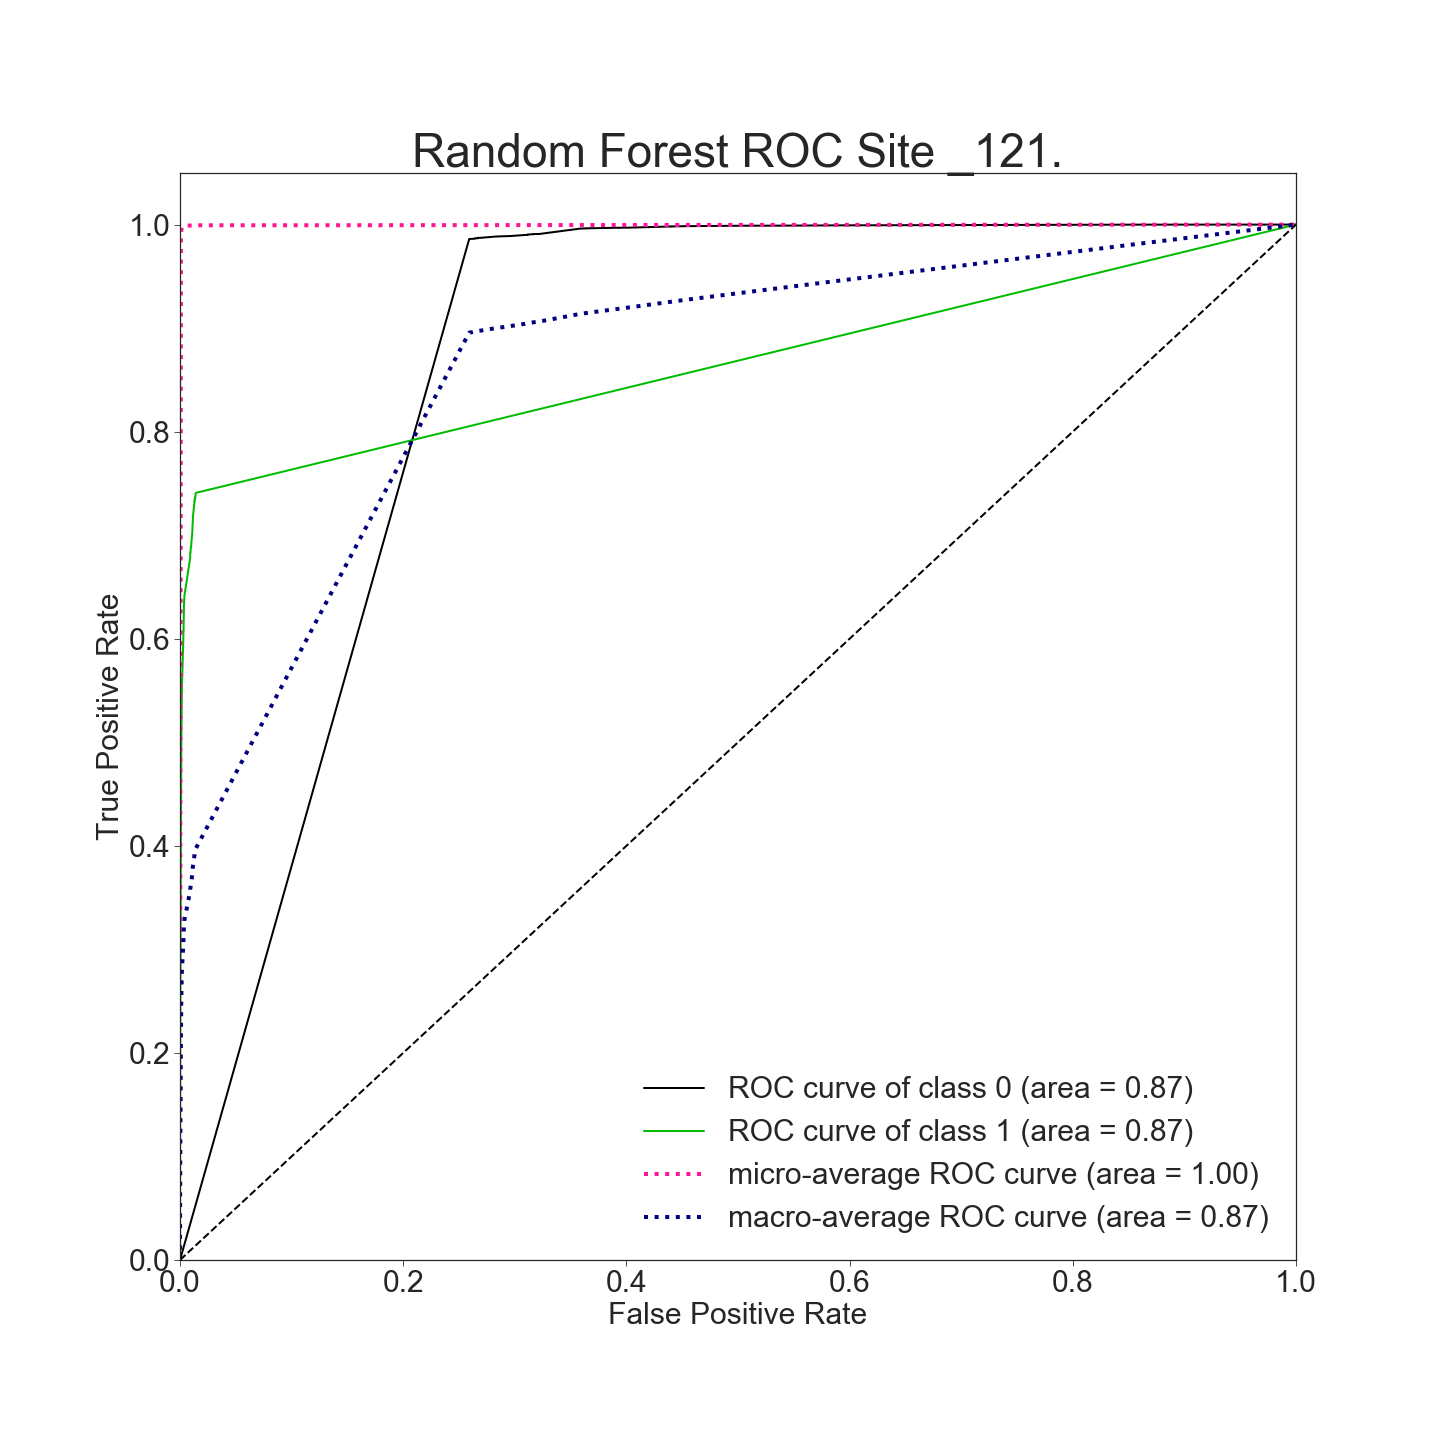 Random Forest ROC Site _121.
1.0
0.8
0.6
0.4
0.2
0.0
True Positive Rate
ROC curve of class 0 (area = 0.87)
ROC curve of class 1 (area = 0.87)
micro-average ROC curve (area = 1.00)
macro-average ROC curve (area = 0.87)
0.0 0.2 0.4 0.6 0.8 1.0
False Positive Rate